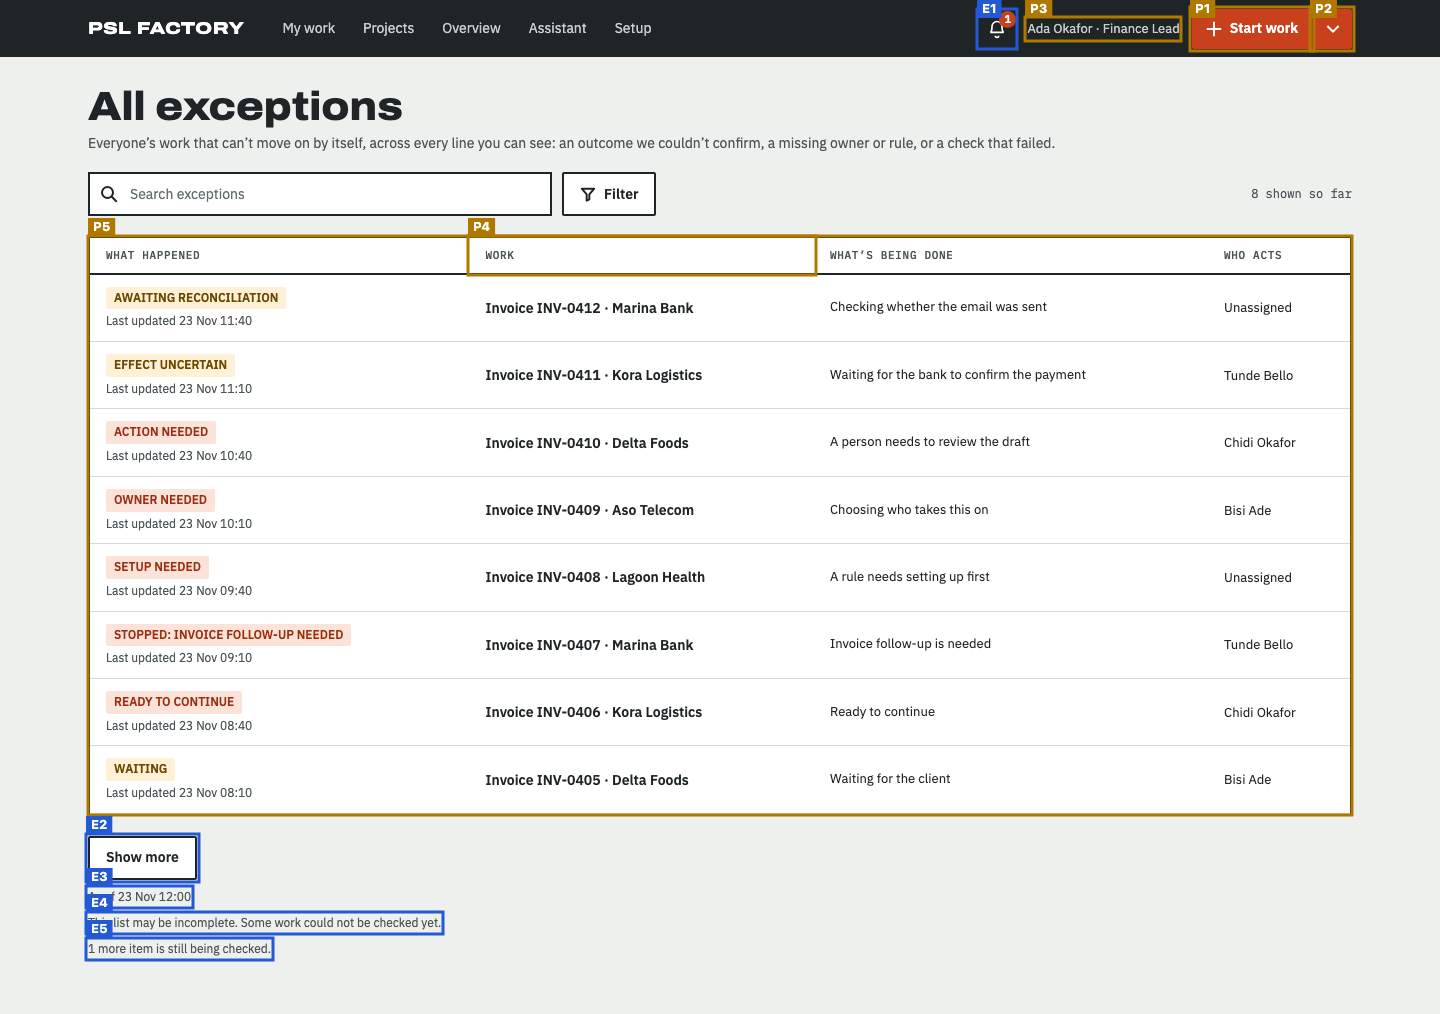 PSL FACTORY
My work
Projects
Overview
Assistant
Setup
E1
1
P3
Ada Okafor · Finance Lead
P1
Start work
P2
All exceptions
Everyone’s work that can’t move on by itself, across every line you can see: an outcome we couldn’t confirm, a missing owner or rule, or a check that failed.
Search exceptions
Filter
8 shown so far
P5
P4
WHAT HAPPENED
WORK
WHAT’S BEING DONE
WHO ACTS
AWAITING RECONCILIATION
Last updated 23 Nov 11:40
Invoice INV-0412 · Marina Bank
Checking whether the email was sent
Unassigned
EFFECT UNCERTAIN
Last updated 23 Nov 11:10
Invoice INV-0411 · Kora Logistics
Waiting for the bank to confirm the payment
Tunde Bello
ACTION NEEDED
Last updated 23 Nov 10:40
Invoice INV-0410 · Delta Foods
A person needs to review the draft
Chidi Okafor
OWNER NEEDED
Last updated 23 Nov 10:10
Invoice INV-0409 · Aso Telecom
Choosing who takes this on
Bisi Ade
SETUP NEEDED
Last updated 23 Nov 09:40
Invoice INV-0408 · Lagoon Health
A rule needs setting up first
Unassigned
STOPPED: INVOICE FOLLOW-UP NEEDED
Last updated 23 Nov 09:10
Invoice INV-0407 · Marina Bank
Invoice follow-up is needed
Tunde Bello
READY TO CONTINUE
Last updated 23 Nov 08:40
Invoice INV-0406 · Kora Logistics
Ready to continue
Chidi Okafor
WAITING
Last updated 23 Nov 08:10
Invoice INV-0405 · Delta Foods
Waiting for the client
Bisi Ade
E2
Show more
E3
23 Nov 12:00
E4
list may be incomplete. Some work could not be checked yet.
E5
1 more item is still being checked.